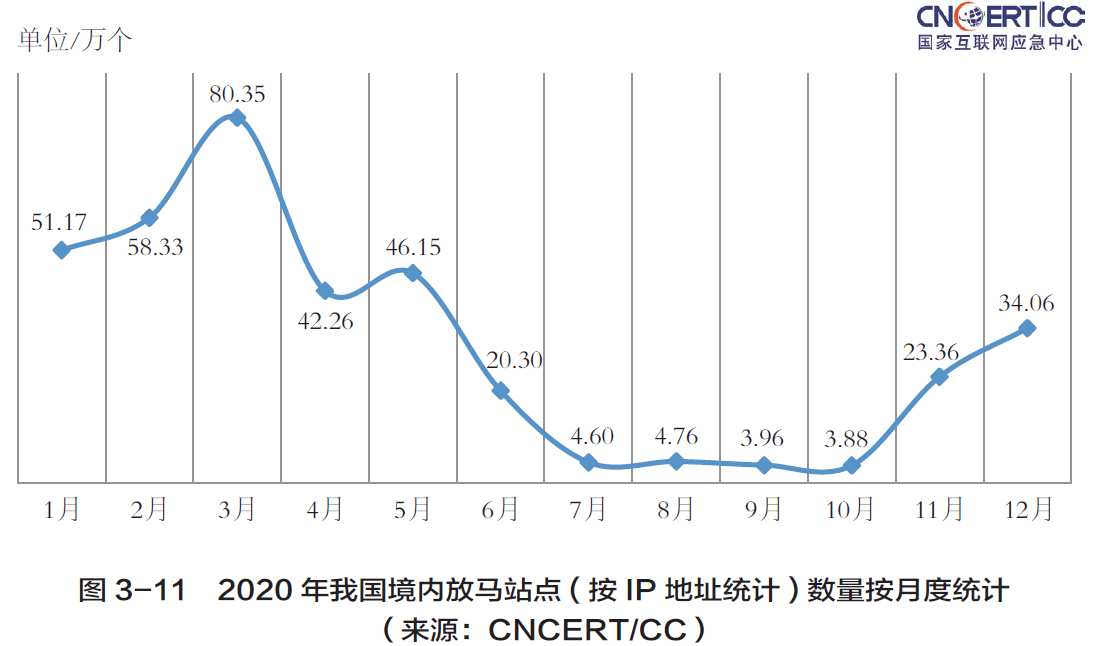 CNCERT/CC
国家互联网应急中心
单位/万个
80.35
51.17
58.33
46.15
42.26
34.06
23.36
20.30
4.60
4.76
3.96
3.88
1月 2月 3月 4月 5月 6月 7月 8月 9月 10月 11月 12月
图 3-11 2020 年我国境内放马站点（按 IP 地址统计）数量按月度统计
（来源：CNCERT/CC）